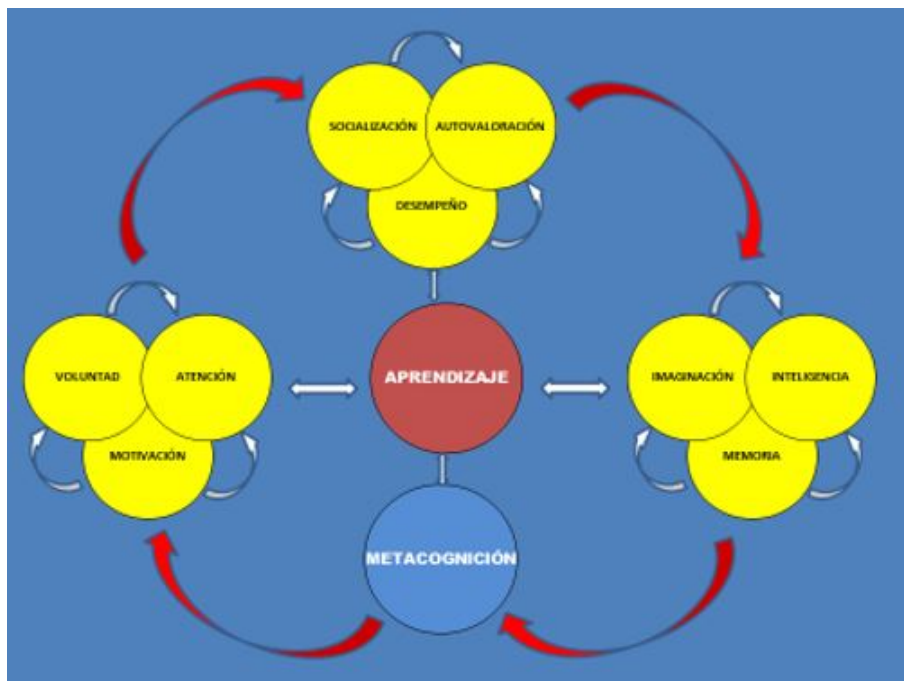 SOCIALIZACIÓN
AUTOVALORACIÓN
DESEMPEÑO
VOLUNTAD
ATENCIÓN
MOTIVACIÓN
APRENDIZAJE
IMAGINACIÓN
INTELIGENCIA
MEMORIA
METACOGNICIÓN